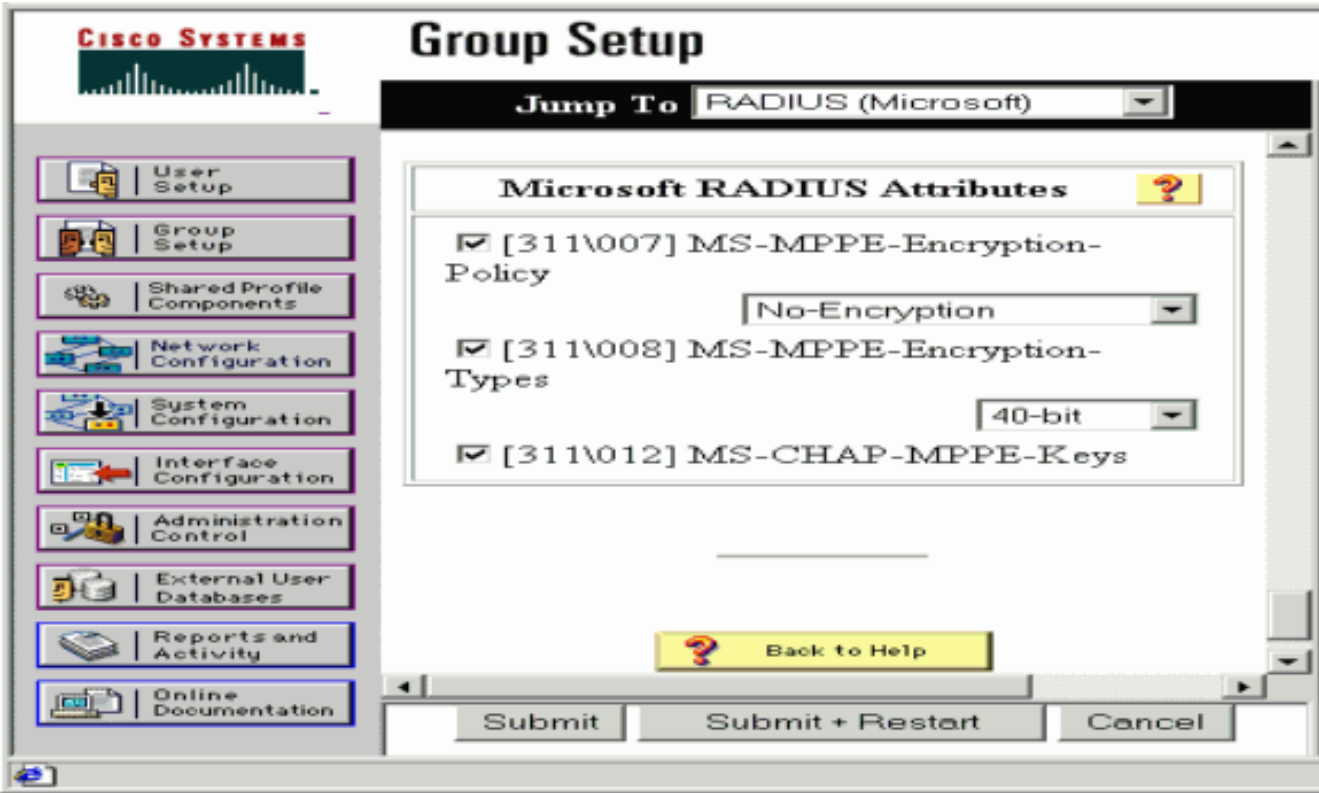 CISCO SYSTEMS
Group Setup
Jump To RADIUS (Microsoft)
User
Setup
Group
Setup
Shared Profile
Components
Network
Configuration
System
Configuration
Interface
Configuration
Administration
Control
External User
Databases
Reports and
Activity
Online
Documentation
Microsoft RADIUS Attributes ?
[311\007] MS-MPPE-Encryption-
Policy
No-Encryption
[311\008] MS-MPPE-Encryption-
Types
40-bit
[311\012] MS-CHAP-MPPE-Keys
? Back to Help
Submit
Submit + Restart
Cancel